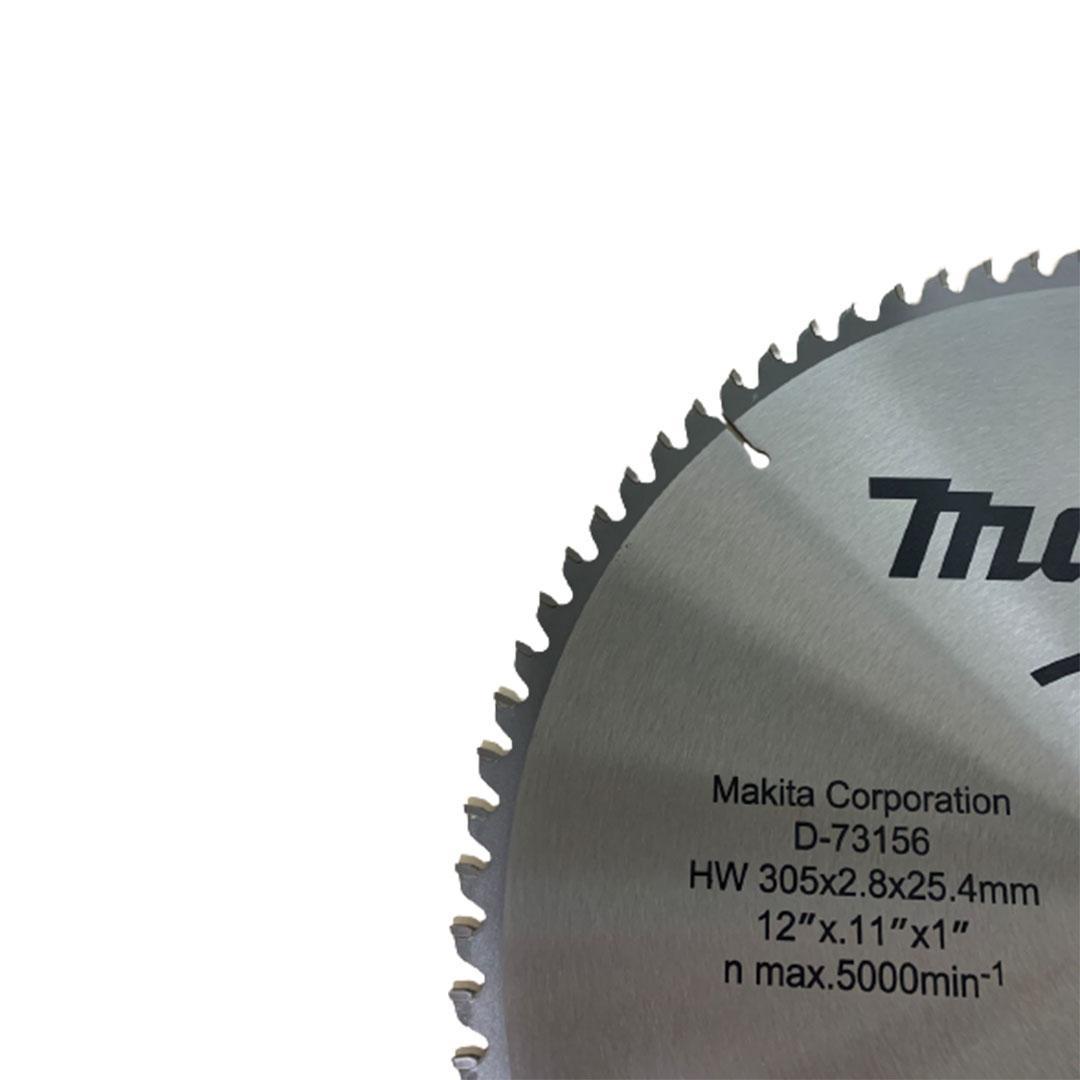 Makita Corporation
D-73156
HW 305x2.8x25.4mm
12"x.11"x1"
n max.5000min-1